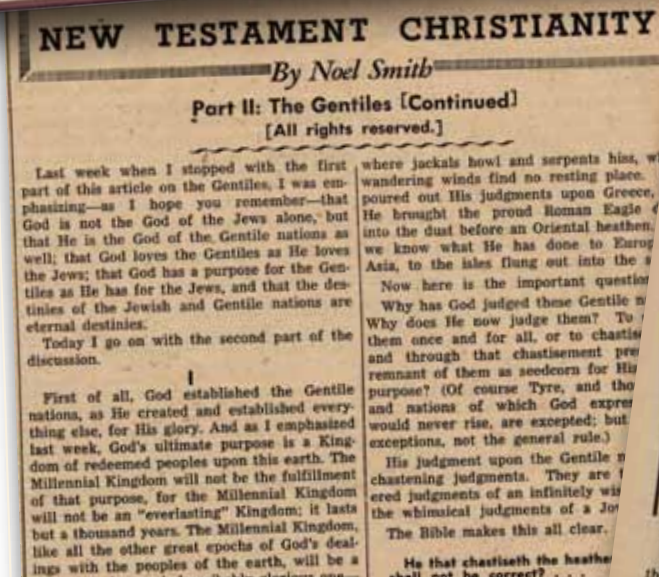 NEW TESTAMENT CHRISTIANITY
By Noel Smith
Part II: The Gentiles [Continued]
[All rights reserved.]
Last week when I stopped with the first
part of this article on the Gentiles, I was em-
phasizing—as I hope you remember—that
God is not the God of the Jews alone, but
that He is the God of the Gentile nations as
well; that God loves the Gentiles as He loves
the Jews; that God has a purpose for the Gen-
tiles as He has for the Jews, and that the des-
tinies of the Jewish and Gentile nations are
eternal destinies.
Today I go on with the second part of the
discussion.
I
First of all, God established the Gentile
nations, as He created and established every-
thing else, for His glory. And as I emphasized
last week, God's ultimate purpose is a King-
dom of redeemed peoples upon this earth. The
Millennial Kingdom will not be the fulfillment
of that purpose, for the Millennial Kingdom
will not be an "everlasting" Kingdom; it lasts
but a thousand years. The Millennial Kingdom,
like all the other great epochs of God's deal-
ings with the peoples of the earth, will be a
where jackals howl and serpents hiss,
wandering winds find no resting place.
poured out His judgments upon Greece,
He brought the proud Roman Eagle
into the dust before an Oriental heathen.
we know what He has done to
Asia, to the isles flung out into the
Now here is the important
Why has God judged these Gentile
Why does He now judge them? To
them once and for all, or to
and through that chastisement
remnant of them as seedcorn for
purpose? (Of course Tyre, and
and nations of which God
would never rise, are excepted; but
exceptions, not the general rule.)
His judgment upon the Gentile
chastening judgments. They are
ered judgments of an infinitely
the whimsical judgments of a
The Bible makes this all clear.
He that chastiseth the
shall not be correct?